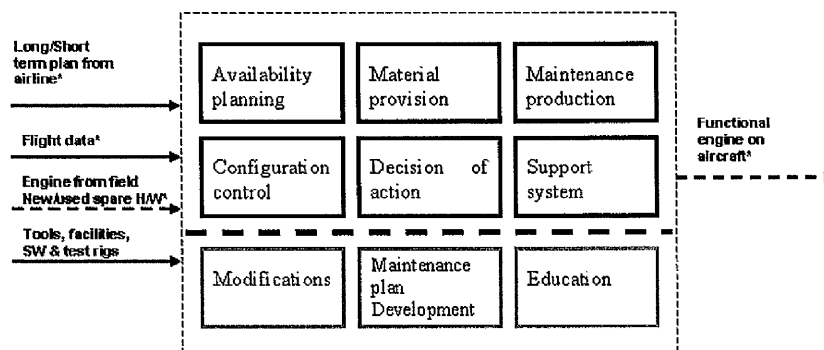 Long/Short
term plan from
airline*
Flight data*
Engine from field
New/used spare H/W*
Tools, facilities,
SW & test rigs
Availability
planning
Material
provision
Maintenance
production
Configuration
control
Decision of
action
Support
system
Modifications
Maintenance
plan
Development
Education
Functional
engine on
aircraft*